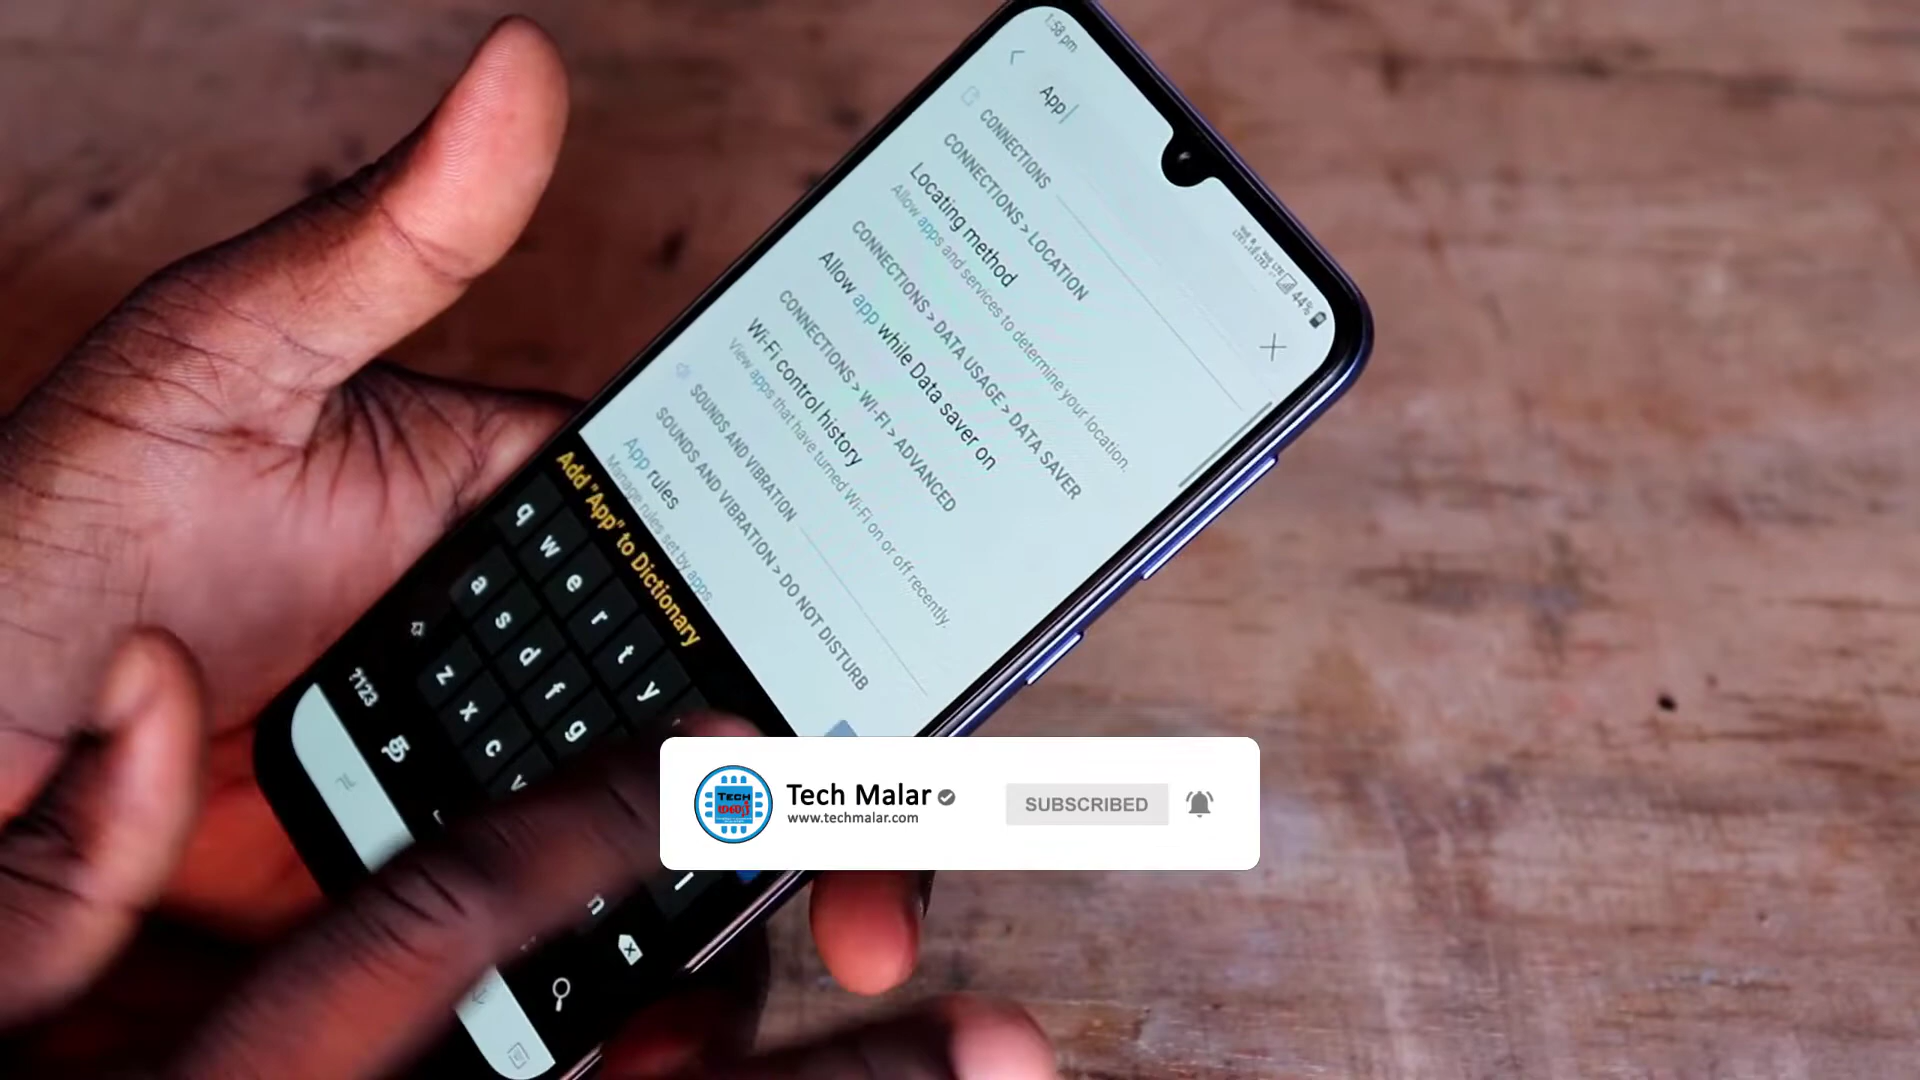 1:58 pm
44%
App
CONNECTIONS
CONNECTIONS > LOCATION
Locating method
Allow apps and services to determine your location.
CONNECTIONS > DATA USAGE > DATA SAVER
Allow app while Data saver on
CONNECTIONS > WI-FI > ADVANCED
Wi-Fi control history
View apps that have turned Wi-Fi on or off recently.
SOUNDS AND VIBRATION
SOUNDS AND VIBRATION > DO NOT DISTURB
App rules
Manage rules set by apps.
Add "App" to Dictionary
q w e r t y
a s d f g
z x c v n
?123 த
l
TECH
மலர்
Tech Malar
www.techmalar.com
SUBSCRIBED